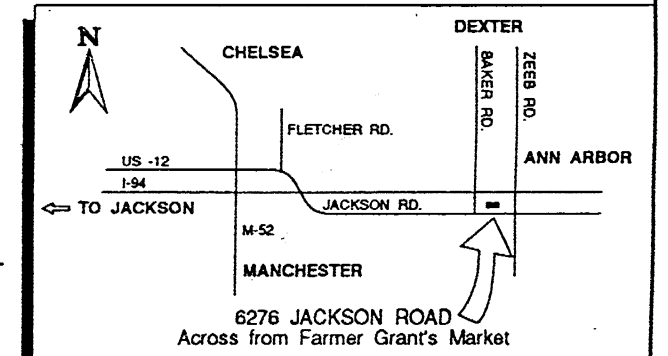 DEXTER
N
CHELSEA
BAKER RD.
ZEEB RD.
FLETCHER RD.
ANN ARBOR
US -12
I-94
TO JACKSON
JACKSON RD.
M-52
MANCHESTER
6276 JACKSON ROAD
Across from Farmer Grant's Market